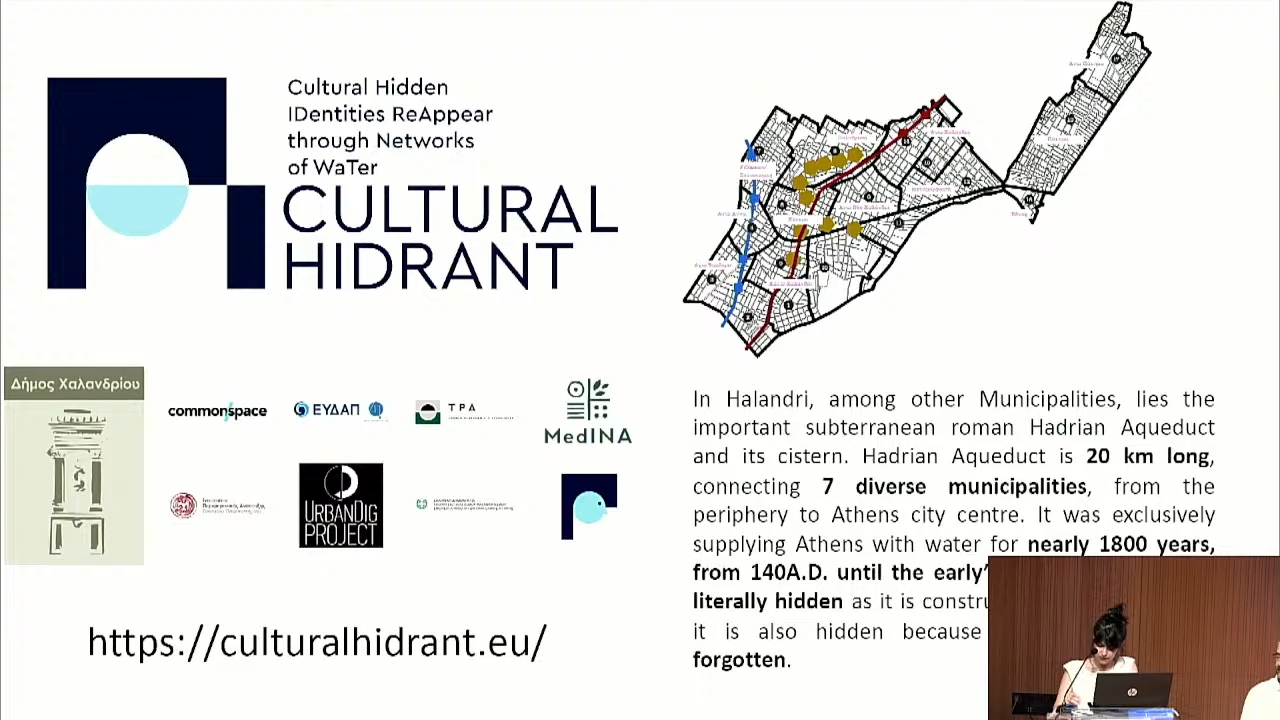 Cultural Hidden
IDentities ReAppear
through Networks
of WaTer
CULTURAL
HIDRANT
Δήμος Χαλανδρίου
commonspace
ΕΥΔΑΠ
TPA
MedINA
URBANDIG
PROJECT
https://culturalhidrant.eu/
In Halandri, among other Municipalities, lies the
important subterranean roman Hadrian Aqueduct
and its cistern. Hadrian Aqueduct is 20 km long,
connecting 7 diverse municipalities, from the
periphery to Athens city centre. It was exclusively
supplying Athens with water for nearly 1800 years,
from 140A.D. until the early'
literally hidden as it is constru
it is also hidden because
forgotten.